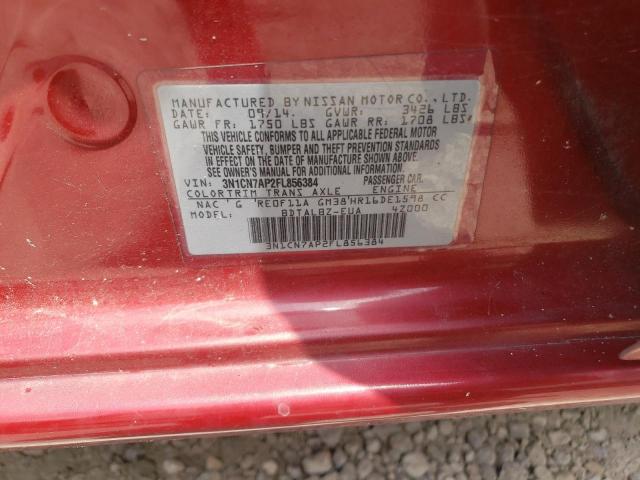 MANUFACTURED BY NISSAN MOTOR CO., LTD.
DATE: 09/14. GVWR: 3426 LBS
GAWR FR: 1750 LBS GAWR RR: 1708 LBS
THIS VEHICLE CONFORMS TO ALL APPLICABLE FEDERAL MOTOR
VEHICLE SAFETY, BUMPER AND THEFT PREVENTION STANDARDS
IN EFFECT ON THE DATE OF MANUFACTURE SHOWN ABOVE. SEE
OWNER'S MANUAL FOR ADDITIONAL INFORMATION.
VIN: 3N1CN7AP2FL856384 PASSENGER CAR.
COLOR TRIM TRANS AXLE ENGINE
NAC ' G 'RE0F11A GM38'HR16DE1598 CC
MODEL: BDTALBZ-EUA 4Z000
3N1CN7AP2FL856384